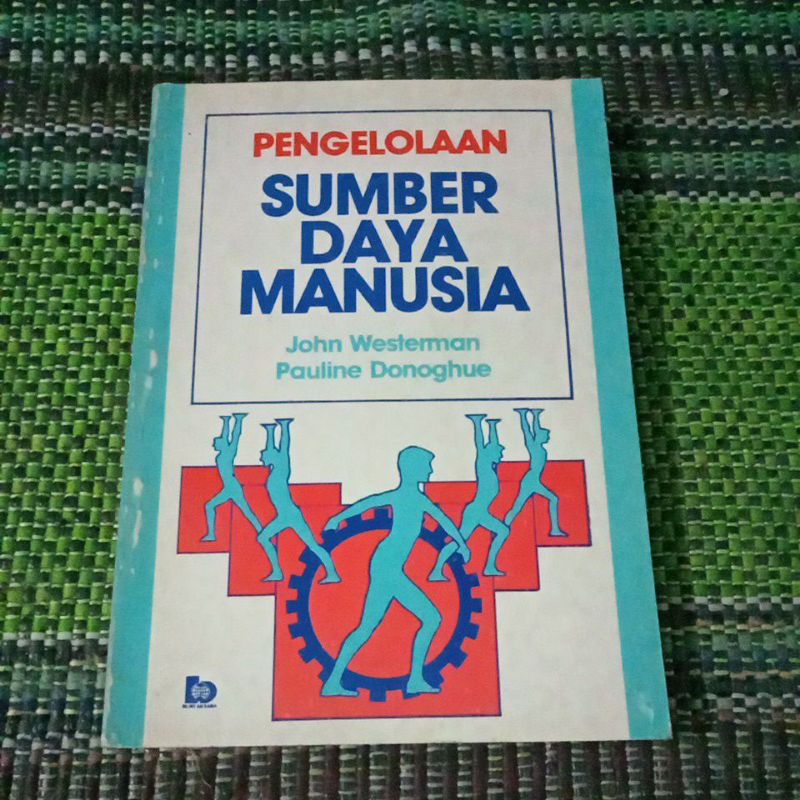 PENGELOLAAN
SUMBER
DAYA
MANUSIA
John Westerman
Pauline Donoghue